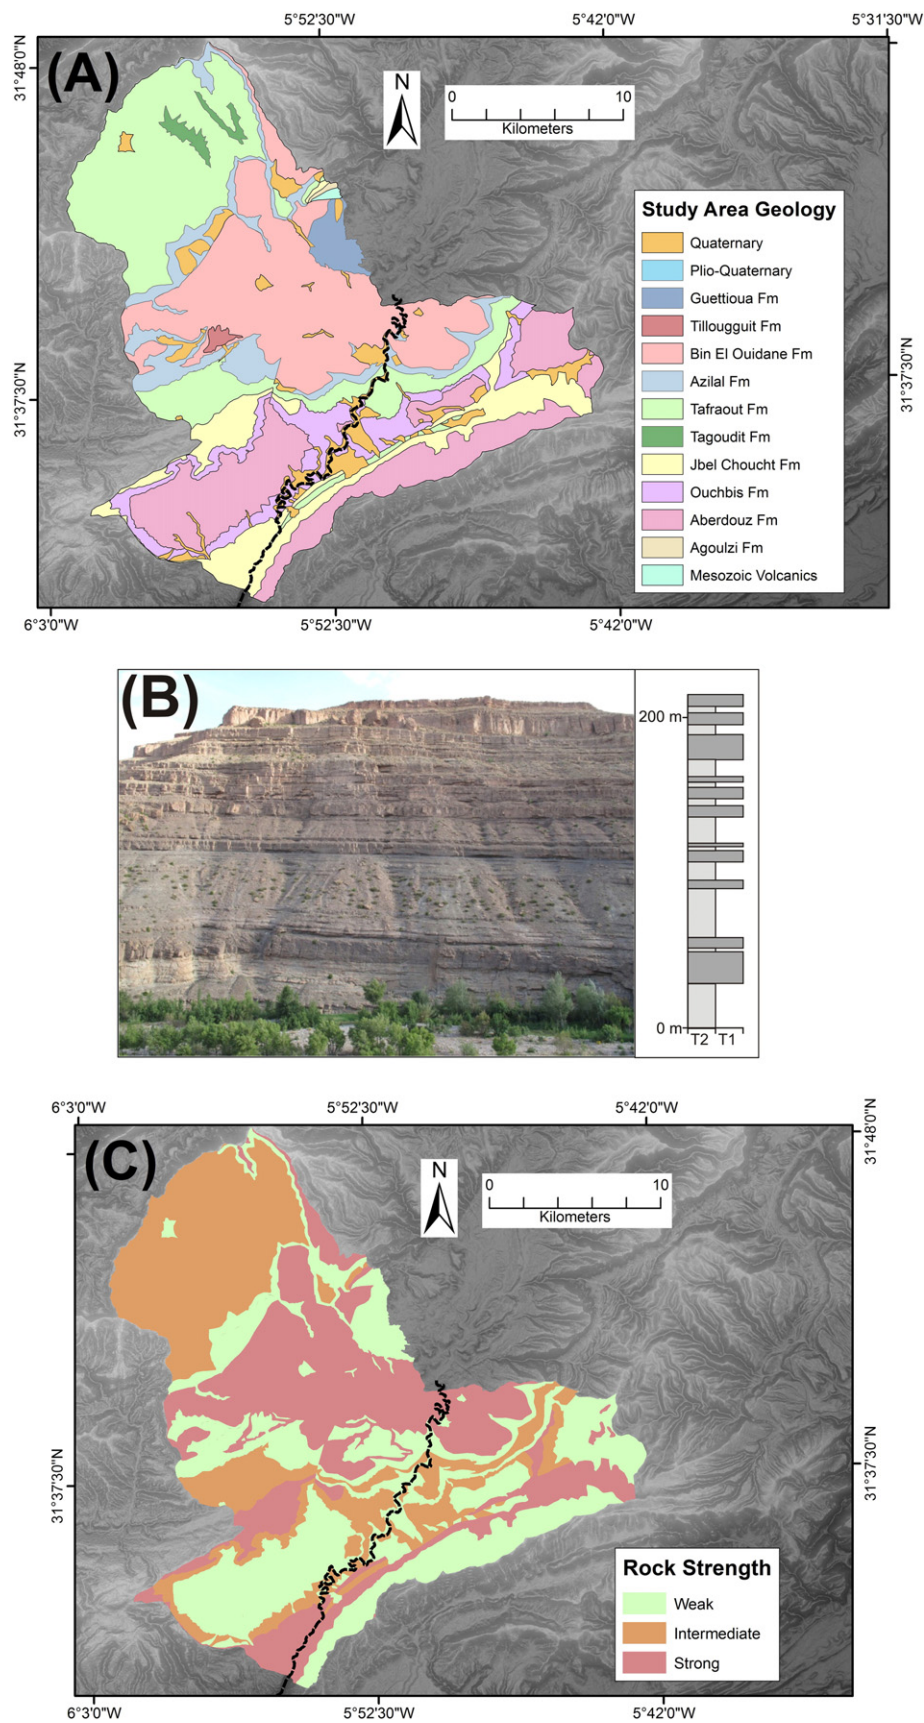 5°52'30"W 5°42'0"W 5°31'30"W
31°48'0"N
(A)
N
0 10
Kilometers
Study Area Geology
Quaternary
Plio-Quaternary
Guettioua Fm
Tillougguit Fm
Bin El Ouidane Fm
Azilal Fm
Tafraout Fm
Tagoudit Fm
Jbel Choucht Fm
Ouchbis Fm
Aberdouz Fm
Agoulzi Fm
Mesozoic Volcanics
31°37'30"N
31°37'30"N
6°3'0"W 5°52'30"W 5°42'0"W
(B)
200 m
0 m
T2 T1
6°3'0"W 5°52'30"W 5°42'0"W
31°48'0"N
(C)
N
0 10
Kilometers
31°37'30"N
31°37'30"N
Rock Strength
Weak
Intermediate
Strong
6°3'0"W 5°52'30"W 5°42'0"W